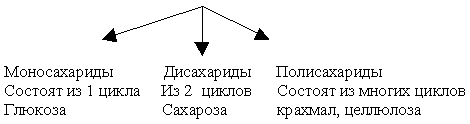 Моносахариды Дисахариды Полисахариды
Состоят из 1 цикла Из 2 циклов Состоят из многих циклов
Глюкоза Сахароза крахмал, целлюлоза